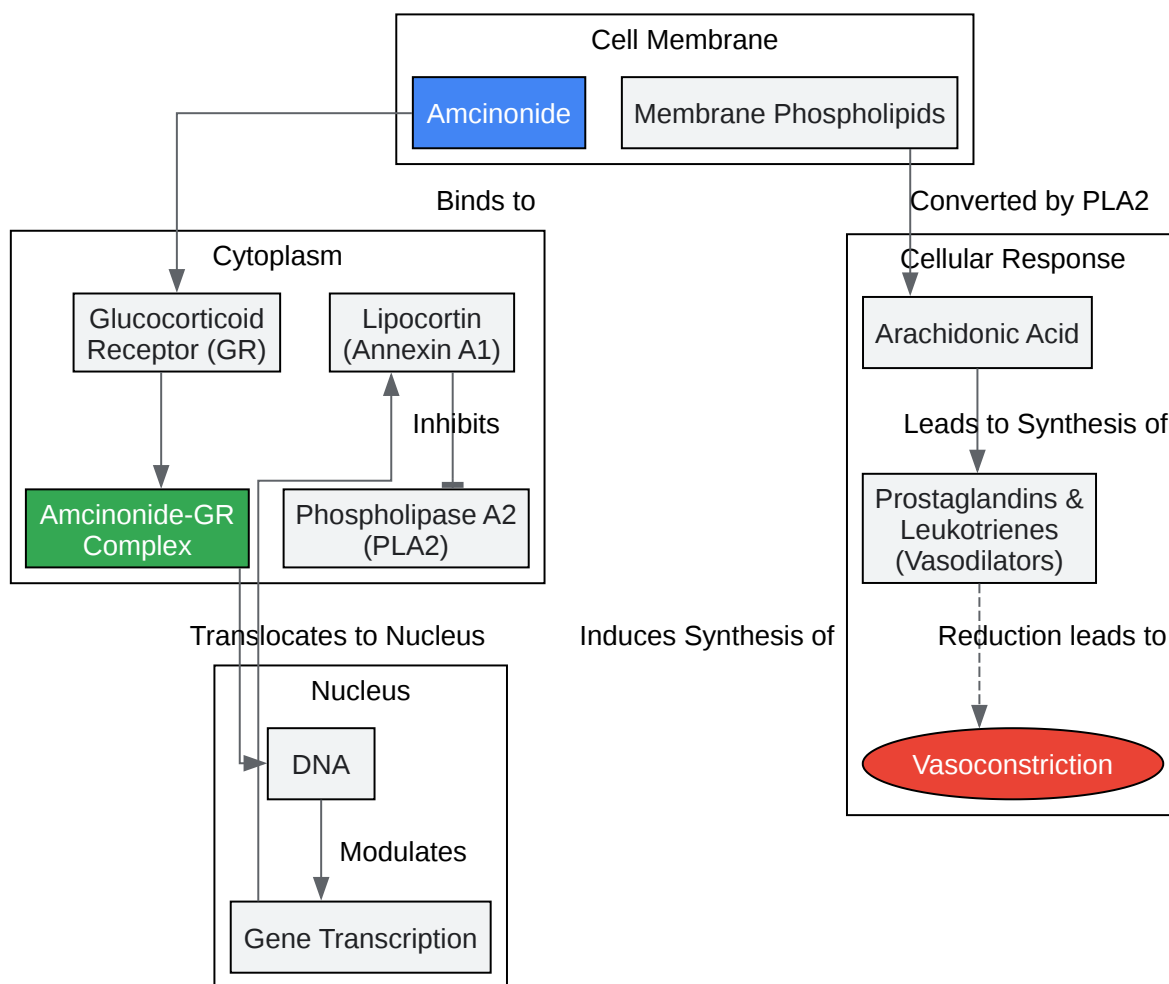 Cell Membrane
Amcinonide
Membrane Phospholipids
Binds to
Converted by PLA2
Cytoplasm
Glucocorticoid
Receptor (GR)
Lipocortin
(Annexin A1)
Inhibits
Amcinonide-GR
Complex
Phospholipase A2
(PLA2)
Cellular Response
Arachidonic Acid
Leads to Synthesis of
Prostaglandins &
Leukotrienes
(Vasodilators)
Translocates to Nucleus
Induces Synthesis of
Reduction leads to
Nucleus
DNA
Vasoconstriction
Modulates
Gene Transcription